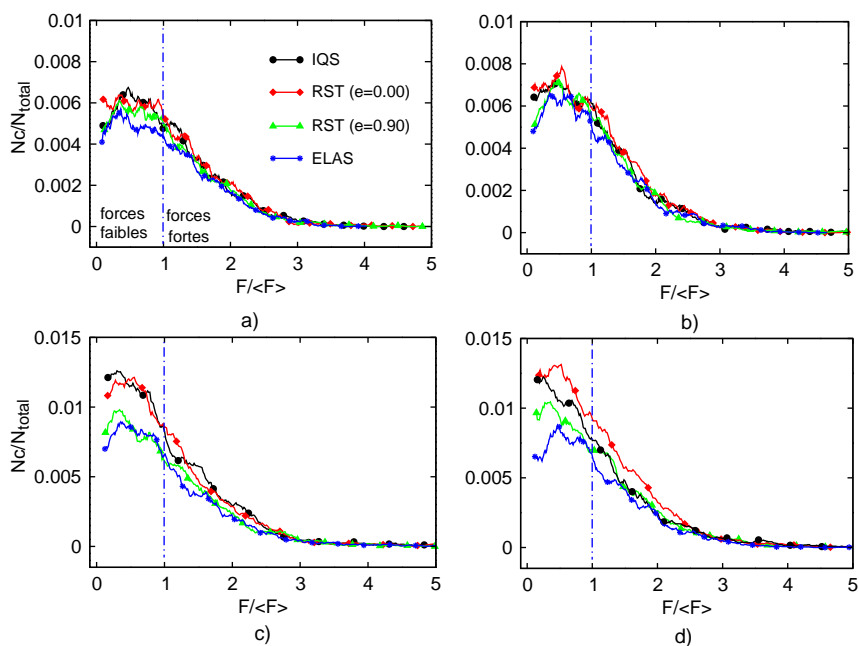 0.01
0.008
0.006
0.004
0.002
0
Nc/Ntotal
IQS
RST (e=0.00)
RST (e=0.90)
ELAS
forces
faibles
forces
fortes
0 1 2 3 4 5
F/<F>
a)
0.01
0.008
0.006
0.004
0.002
0
0 1 2 3 4 5
F/<F>
b)
0.015
0.01
0.005
0
Nc/Ntotal
0 1 2 3 4 5
F/<F>
c)
0.015
0.01
0.005
0
0 1 2 3 4 5
F/<F>
d)